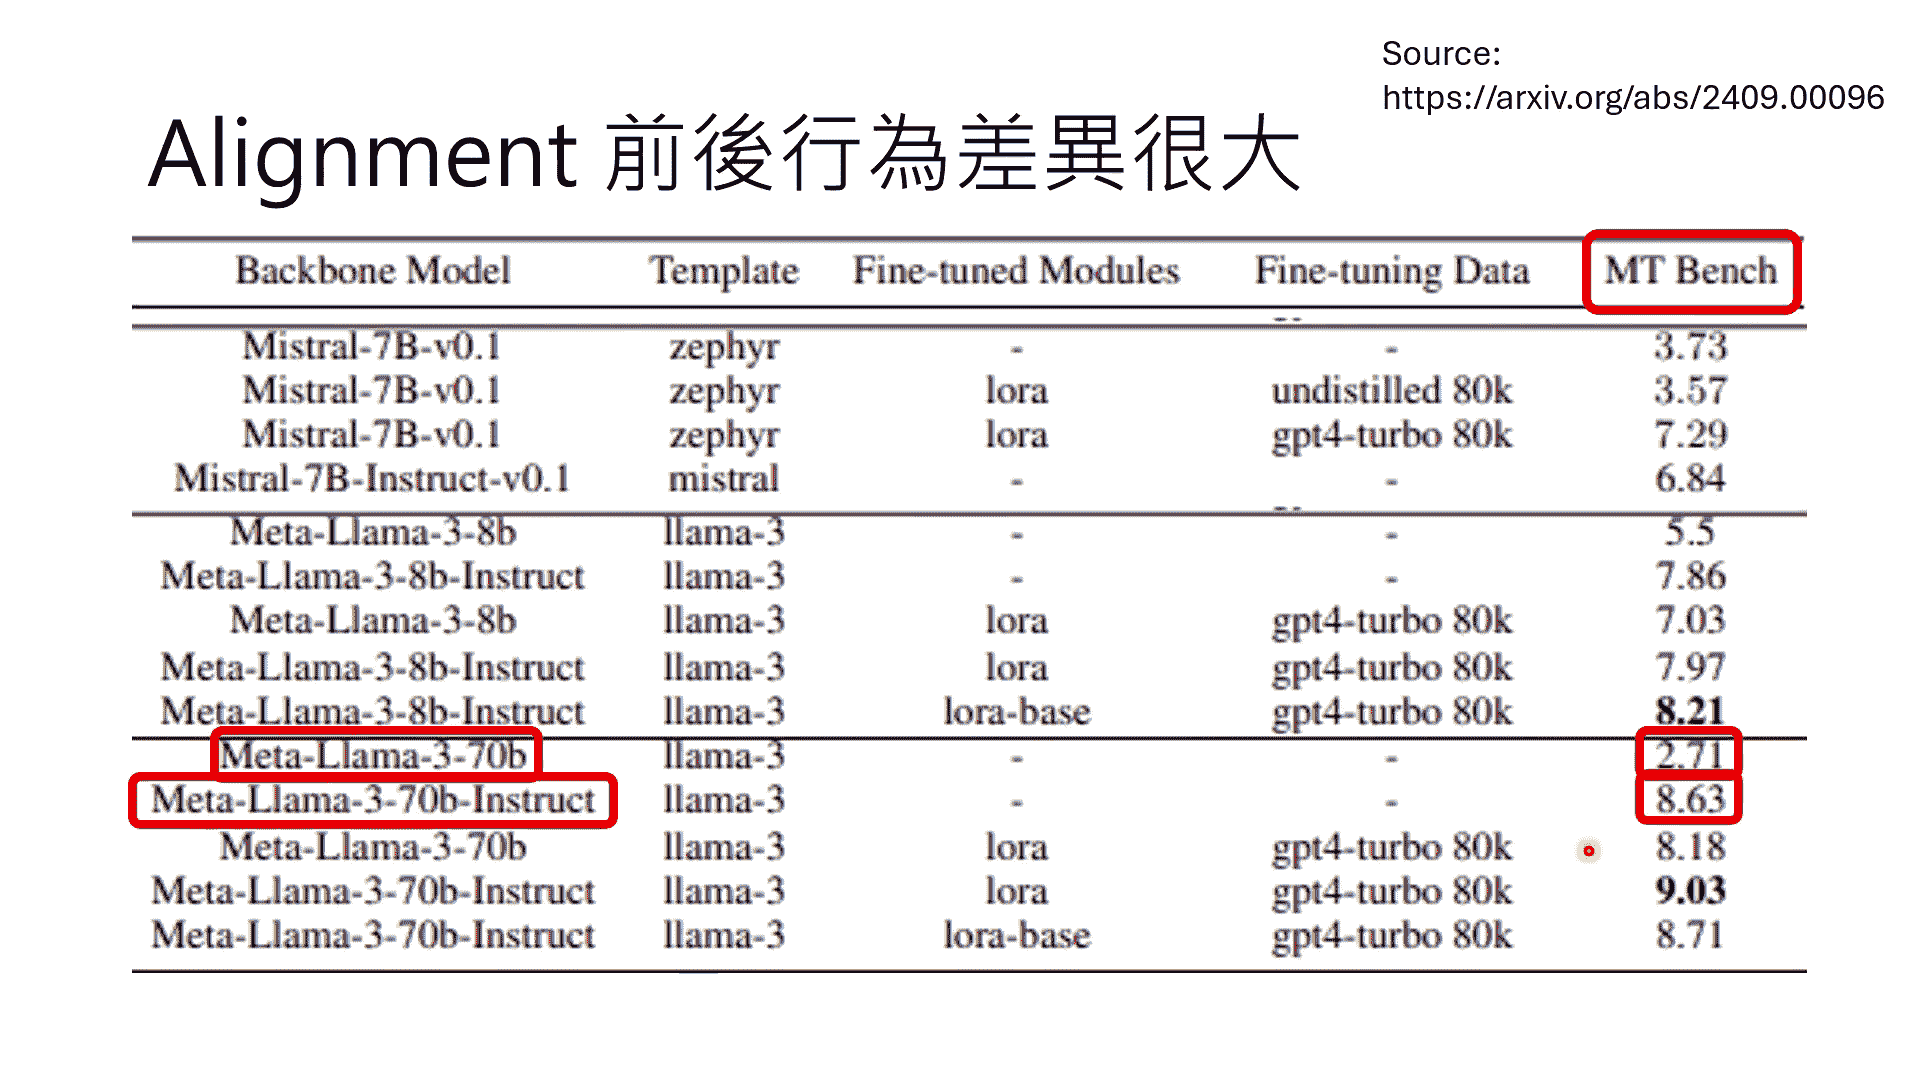 Source:
https://arxiv.org/abs/2409.00096
Alignment 前後行為差異很大
Backbone Model Template Fine-tuned Modules Fine-tuning Data MT Bench
Mistral-7B-v0.1 zephyr - - 3.73
Mistral-7B-v0.1 zephyr lora undistilled 80k 3.57
Mistral-7B-v0.1 zephyr lora gpt4-turbo 80k 7.29
Mistral-7B-Instruct-v0.1 mistral - - 6.84
Meta-Llama-3-8b llama-3 - - 5.5
Meta-Llama-3-8b-Instruct llama-3 - - 7.86
Meta-Llama-3-8b llama-3 lora gpt4-turbo 80k 7.03
Meta-Llama-3-8b-Instruct llama-3 lora gpt4-turbo 80k 7.97
Meta-Llama-3-8b-Instruct llama-3 lora-base gpt4-turbo 80k 8.21
Meta-Llama-3-70b llama-3 - - 2.71
Meta-Llama-3-70b-Instruct llama-3 - - 8.63
Meta-Llama-3-70b llama-3 lora gpt4-turbo 80k 8.18
Meta-Llama-3-70b-Instruct llama-3 lora gpt4-turbo 80k 9.03
Meta-Llama-3-70b-Instruct llama-3 lora-base gpt4-turbo 80k 8.71